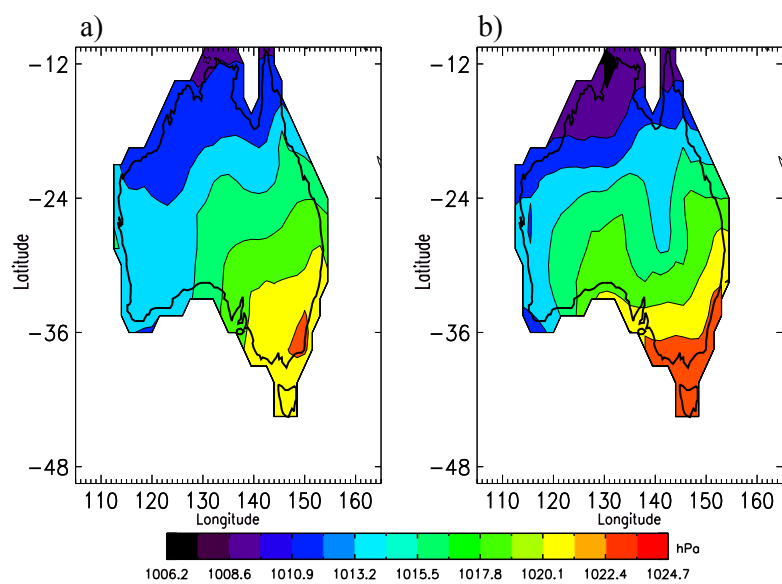 a) b)
−12 −12
−24 −24
Latitude Latitude
−36 −36
−48 −48
110 120 130 140 150 160 110 120 130 140 150 160
Longitude Longitude
hPa
1006.2 1008.6 1010.9 1013.2 1015.5 1017.8 1020.1 1022.4 1024.7